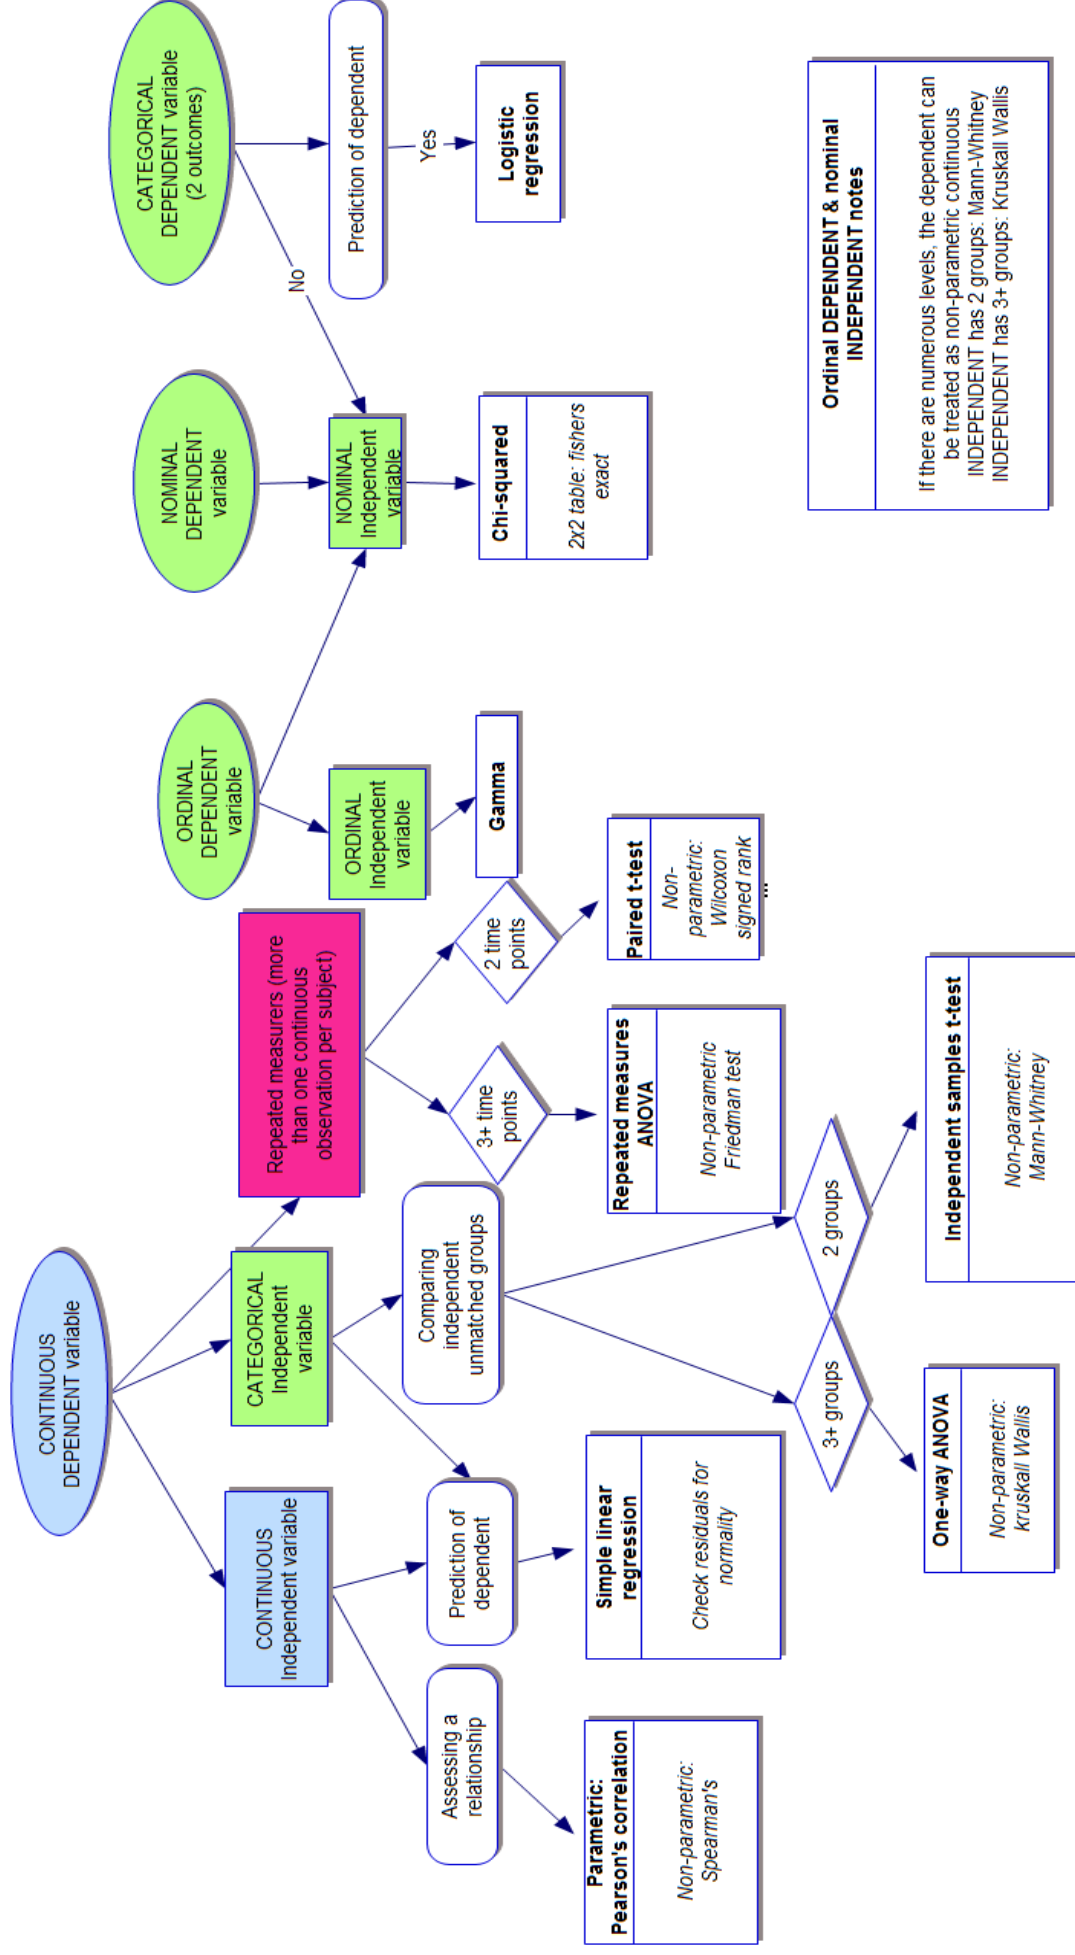 CONTINUOUS
DEPENDENT variable
CONTINUOUS
Independent variable
Assessing a
relationship
Parametric:
Pearson's correlation
Non-parametric:
Spearman's
Prediction of
dependent
Simple linear
regression
Check residuals for
normality
CATEGORICAL
Independent
variable
Comparing
independent
unmatched groups
3+ groups
One-way ANOVA
Non-parametric:
Kruskall Wallis
2 groups
Independent samples t-test
Non-parametric:
Mann-Whitney
Repeated measurers (more
than one continuous
observation per subject)
3+ time
points
Repeated measures
ANOVA
Non-parametric
Friedman test
2 time
points
Paired t-test
Non-
parametric:
Wilcoxon
signed rank
...
ORDINAL
DEPENDENT
variable
ORDINAL
Independent
variable
Gamma
NOMINAL
DEPENDENT
variable
NOMINAL
Independent
variable
Chi-squared
2x2 table: fishers
exact
CATEGORICAL
DEPENDENT variable
(2 outcomes)
No
Prediction of dependent
Yes
Logistic
regression
Ordinal DEPENDENT & nominal
INDEPENDENT notes
If there are numerous levels, the dependent can
be treated as non-parametric continuous
INDEPENDENT has 2 groups: Mann-Whitney
INDEPENDENT has 3+ groups: Kruskall Wallis